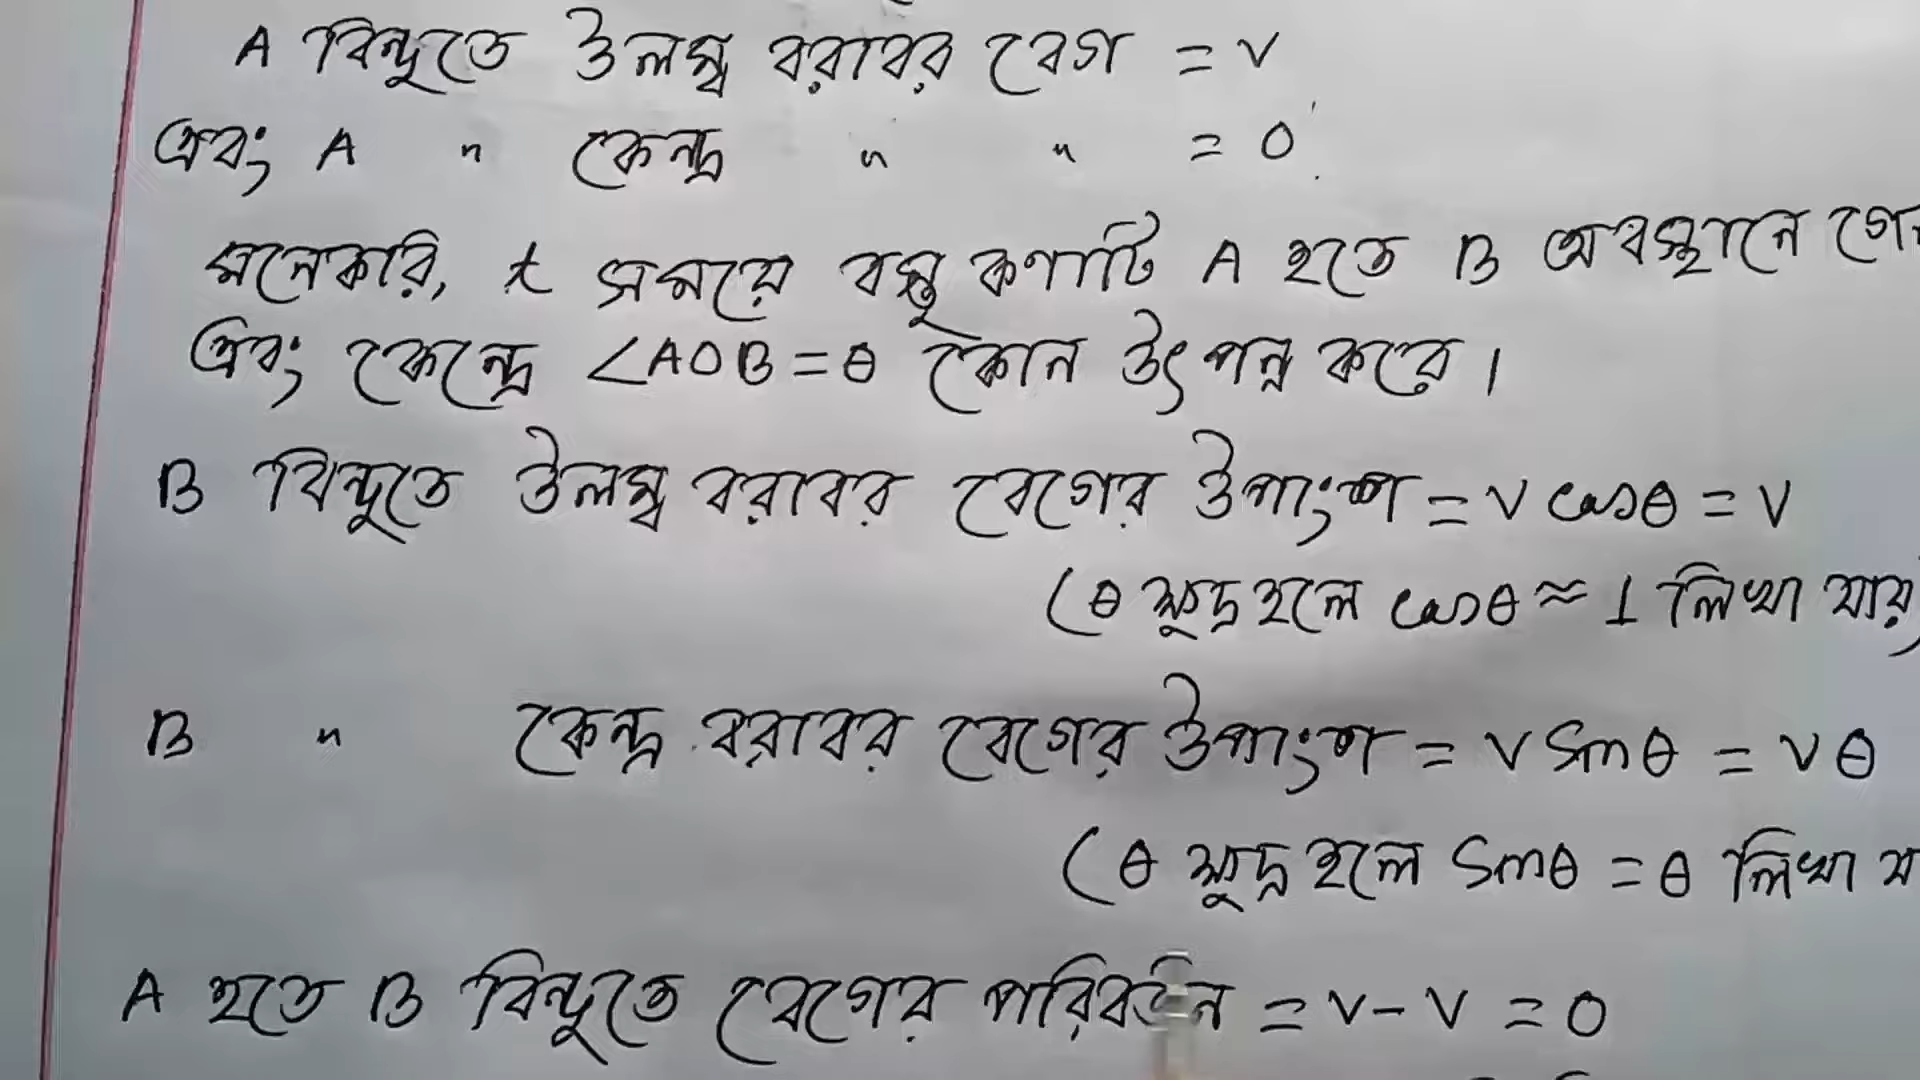 A বিন্দুতে উলম্ব বরাবর বেগ = v
এবং A " কেন্দ্র " " = 0
মনেকরি, t সময়ে বস্তু কণাটি A হতে B অবস্থানে
এবং কেন্দ্রে ∠AOB = θ কোন উৎপন্ন করে।
B বিন্দুতে উলম্ব বরাবর বেগের উপাংশ = v cosθ = v
(θ ক্ষুদ্র হলে cosθ ≈ 1 লিখা যায়)
B " কেন্দ্র বরাবর বেগের উপাংশ = v sinθ = vθ
(θ ক্ষুদ্র হলে sinθ = θ লিখা
A হতে B বিন্দুতে বেগের পরিবর্তন = v - v = 0